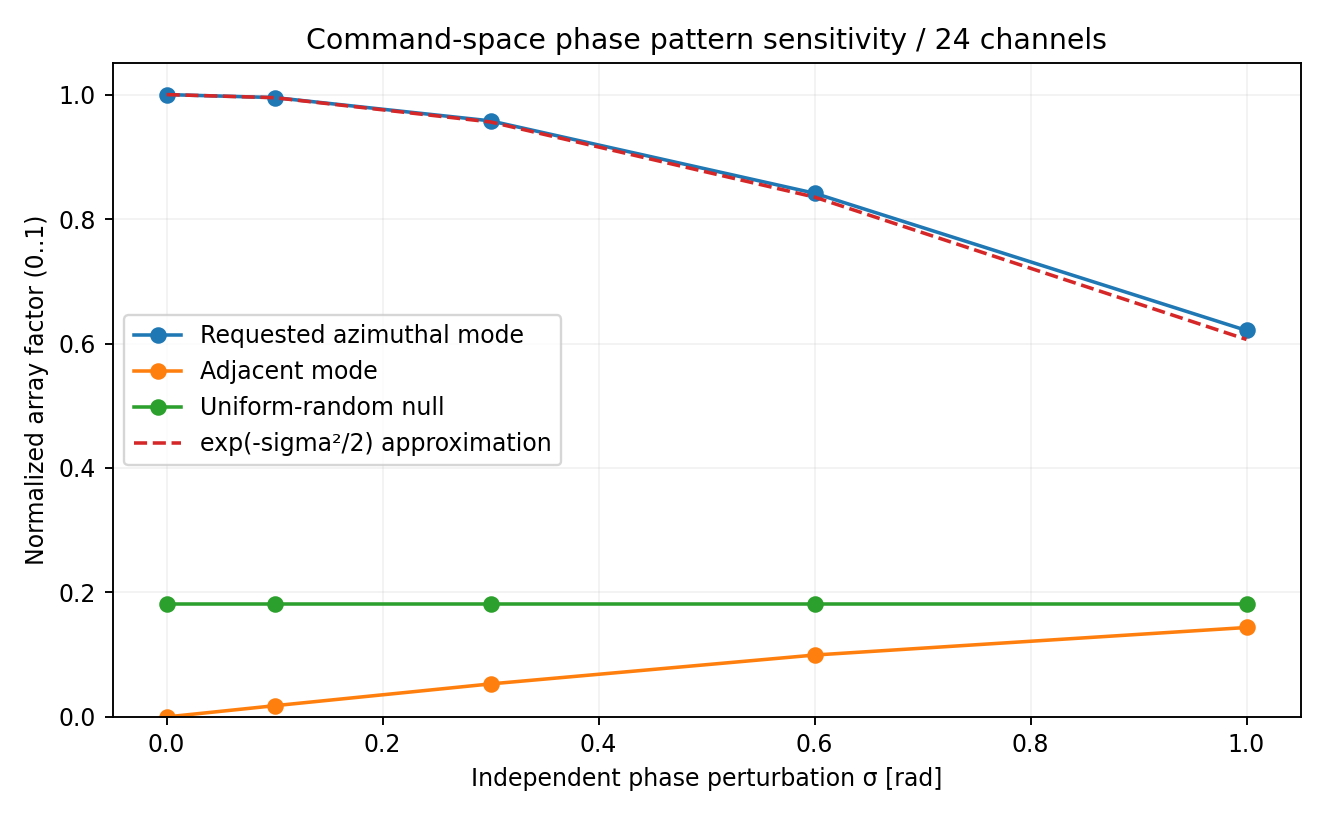 Command-space phase pattern sensitivity / 24 channels
Normalized array factor (0..1)
1.0
0.8
0.6
0.4
0.2
0.0
Requested azimuthal mode
Adjacent mode
Uniform-random null
exp(-sigma²/2) approximation
0.0 0.2 0.4 0.6 0.8 1.0
Independent phase perturbation σ [rad]